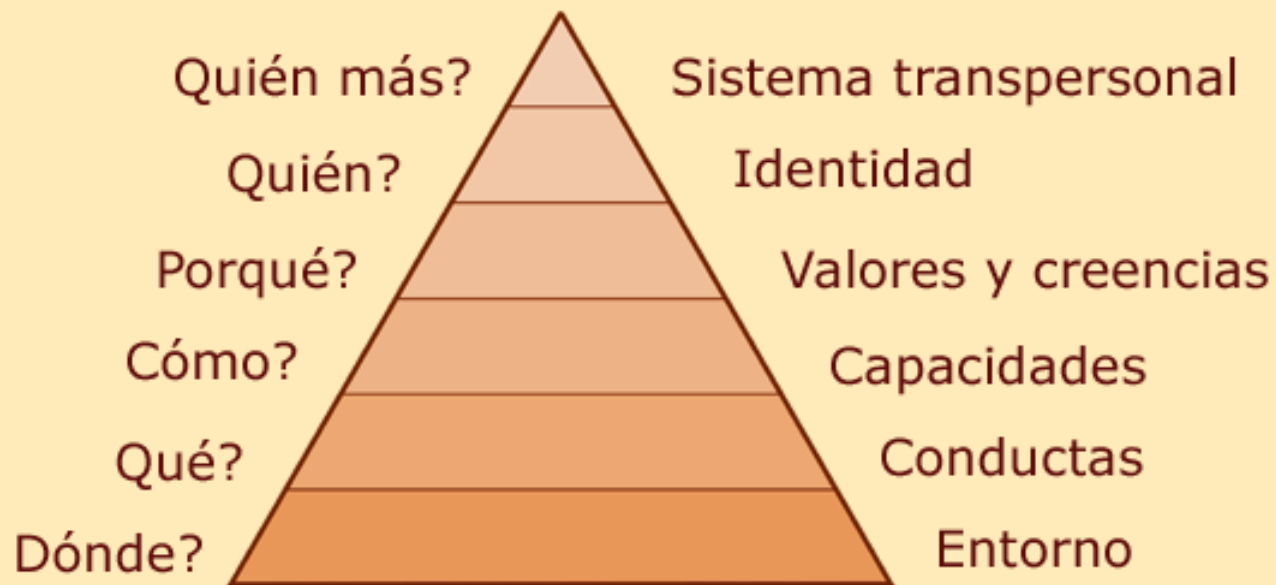 Quién más? Sistema transpersonal
Quién? Identidad
Porqué? Valores y creencias
Cómo? Capacidades
Qué? Conductas
Dónde? Entorno